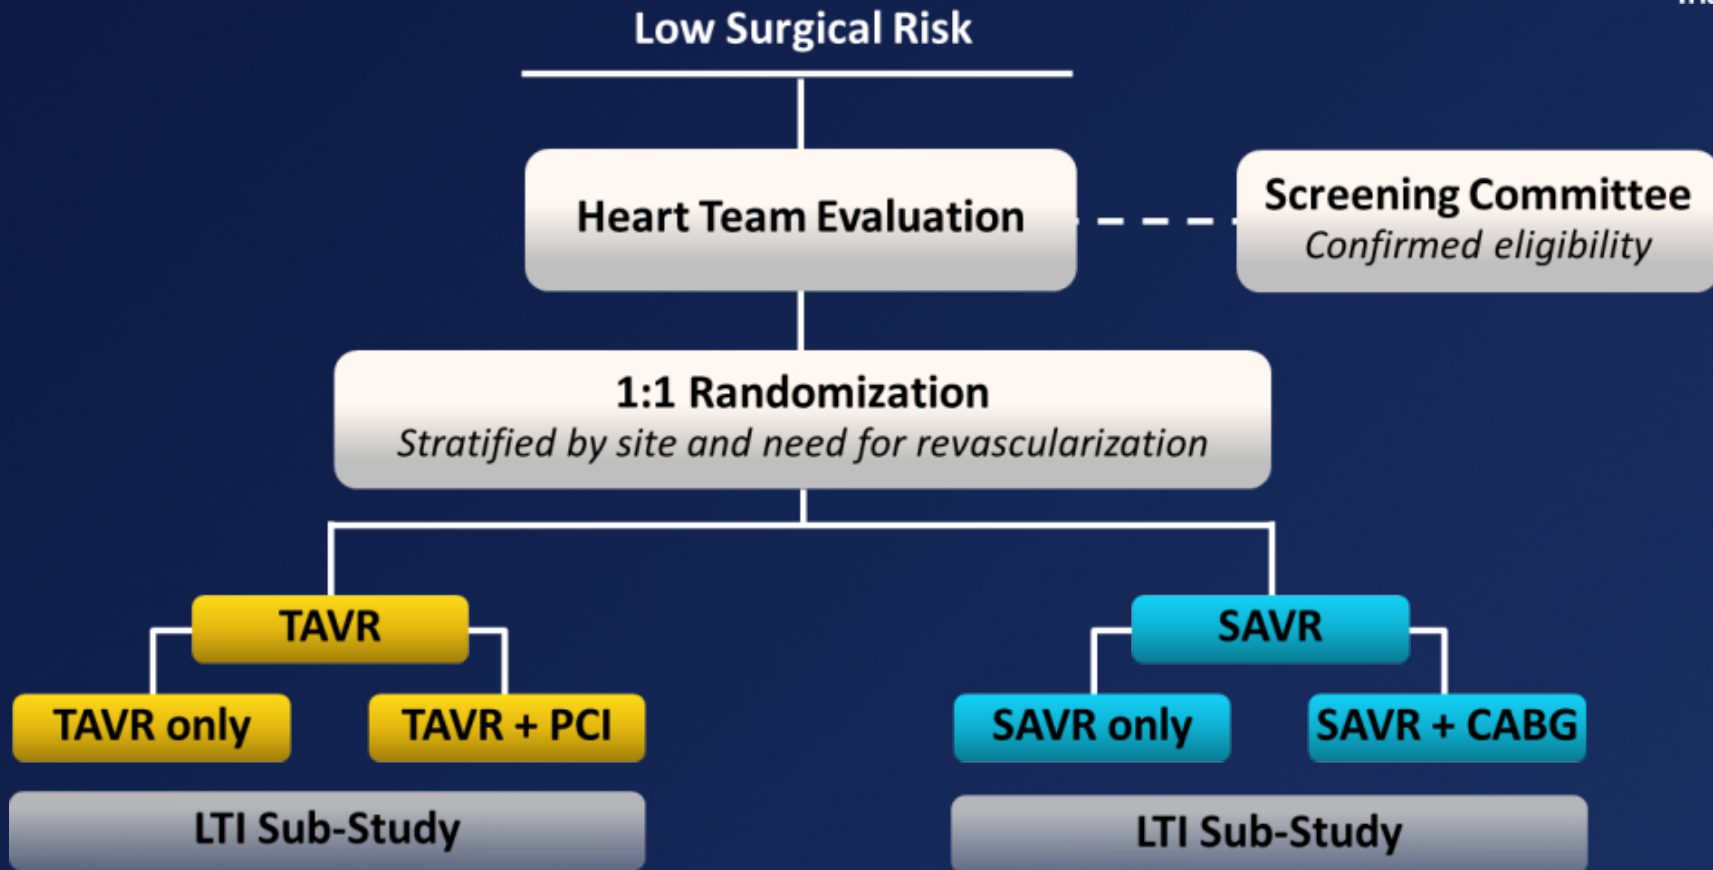 Low Surgical Risk
Heart Team Evaluation
Screening Committee
Confirmed eligibility
1:1 Randomization
Stratified by site and need for revascularization
TAVR
SAVR
TAVR only
TAVR + PCI
SAVR only
SAVR + CABG
LTI Sub-Study
LTI Sub-Study